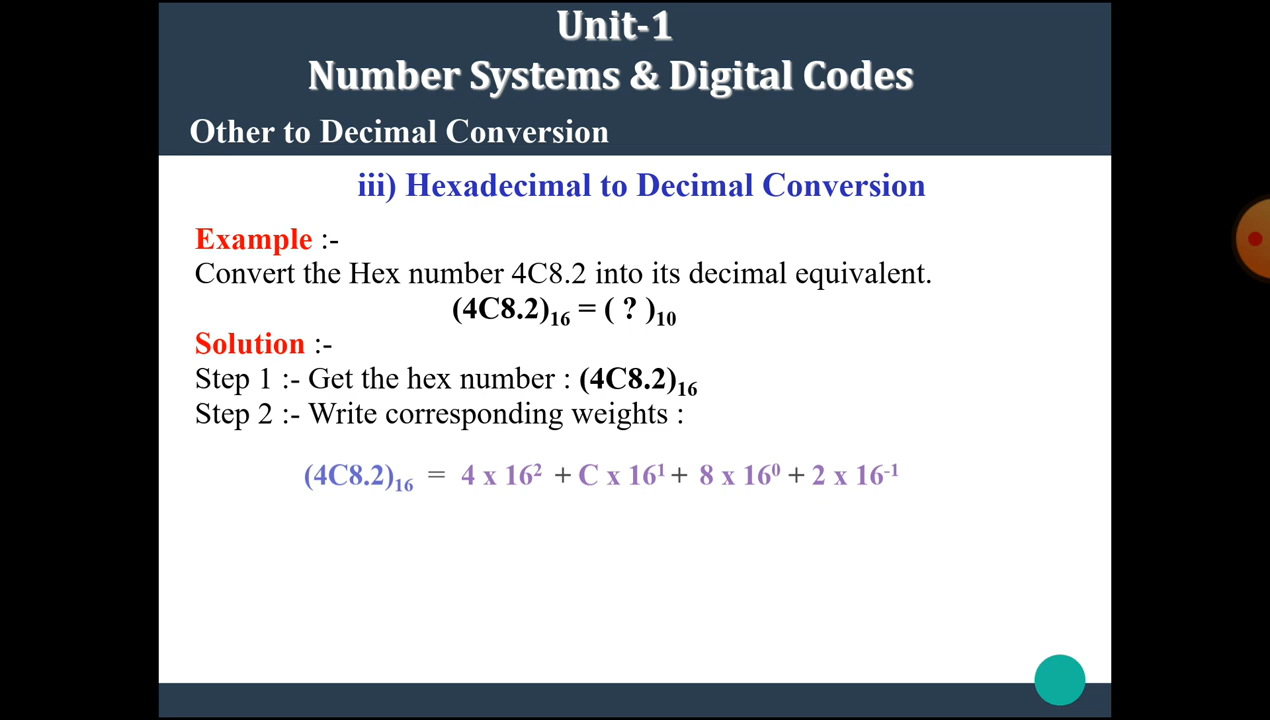 Unit-1
Number Systems & Digital Codes
Other to Decimal Conversion
iii) Hexadecimal to Decimal Conversion
Example :-
Convert the Hex number 4C8.2 into its decimal equivalent.
(4C8.2)₁₆ = ( ? )₁₀
Solution :-
Step 1 :- Get the hex number : (4C8.2)₁₆
Step 2 :- Write corresponding weights :
(4C8.2)₁₆ = 4 x 16² + C x 16¹ + 8 x 16⁰ + 2 x 16⁻¹